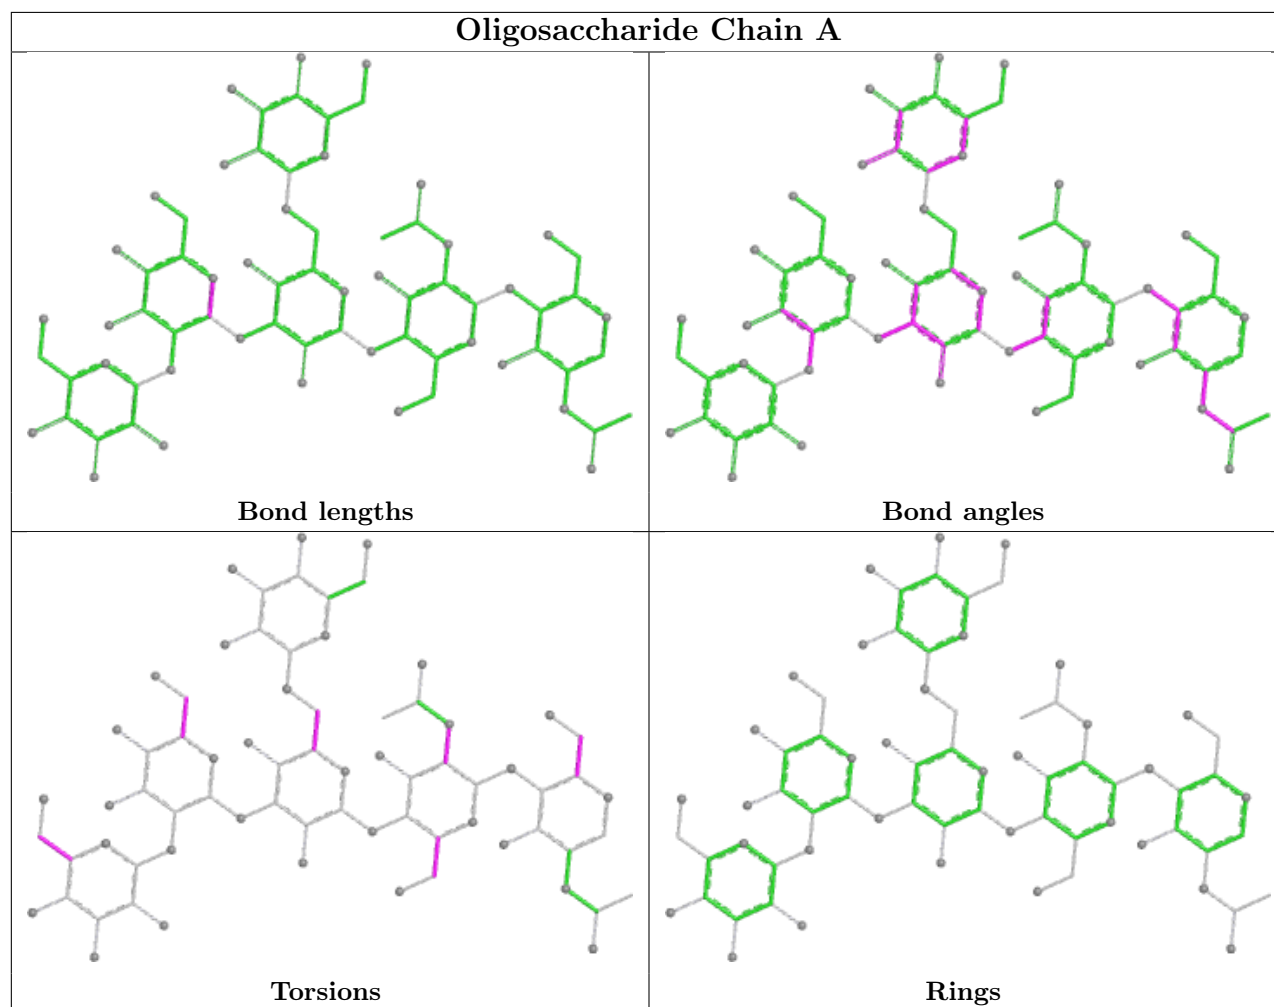 Oligosaccharide Chain A
Bond lengths
Bond angles
Torsions
Rings